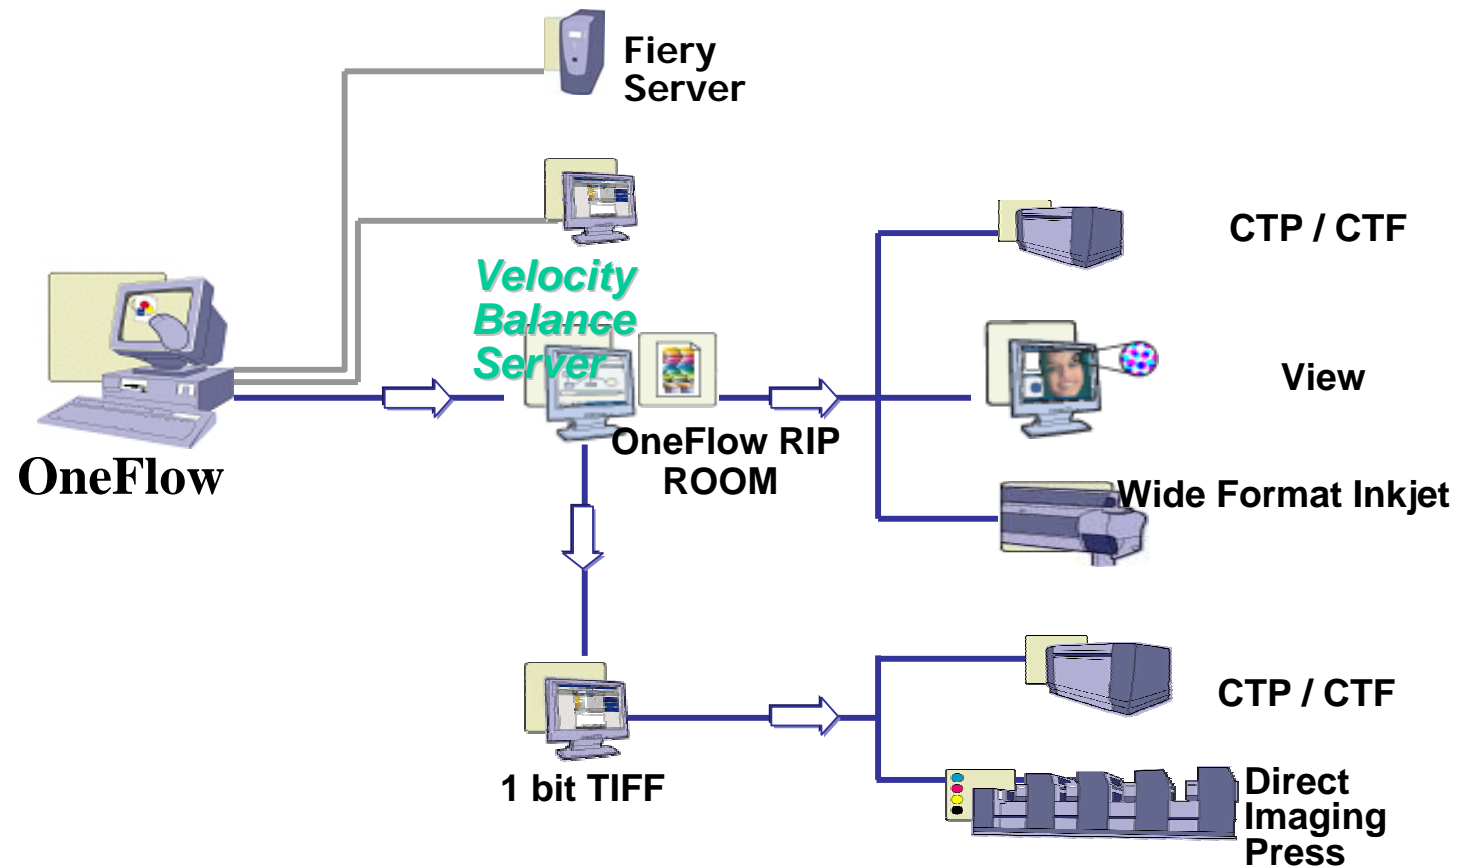 Fiery
Server
Velocity
Balance
Server
OneFlow
OneFlow RIP
ROOM
CTP / CTF
View
Wide Format Inkjet
1 bit TIFF
CTP / CTF
Direct
Imaging
Press